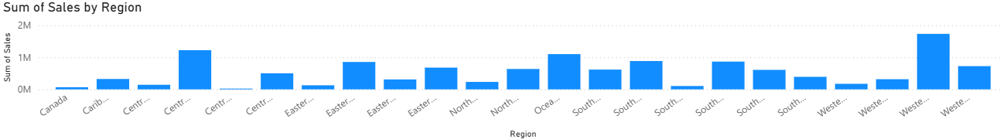 Sum of Sales by Region
Sum of Sales
2M
1M
0M
Canada
Carib...
Centr...
Centr...
Centr...
Centr...
Easter...
Easter...
Easter...
Easter...
North...
North...
Ocea...
South...
South...
South...
South...
South...
South...
Weste...
Weste...
Weste...
Weste...
Region